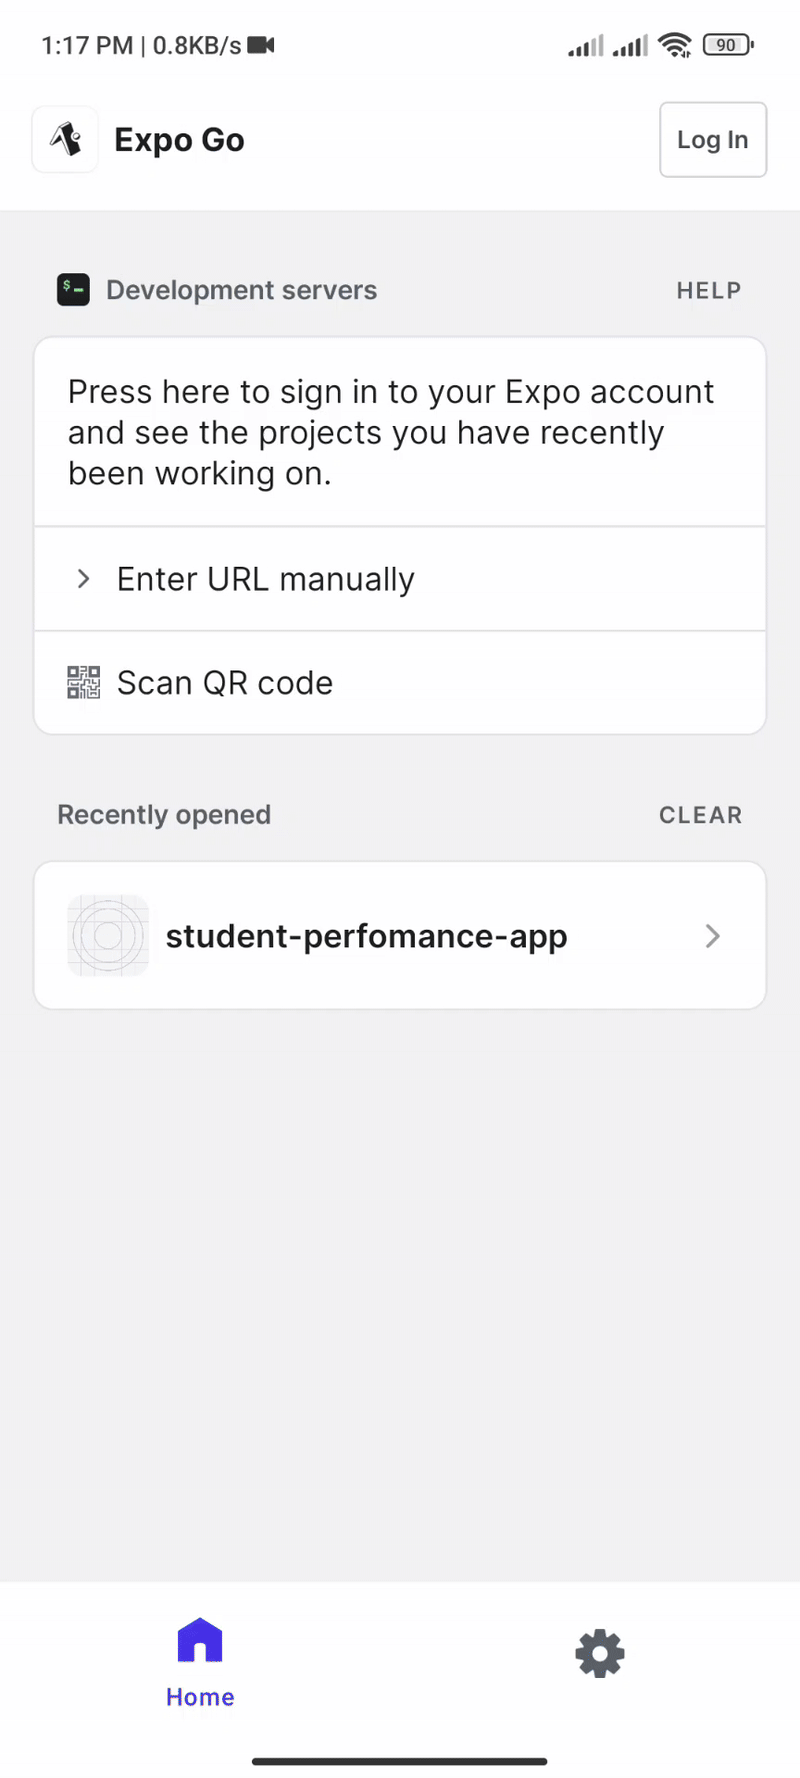 1:17 PM | 0.8KB/s
90
Expo Go
Log In
$
Development servers
HELP
Press here to sign in to your Expo account
and see the projects you have recently
been working on.
Enter URL manually
Scan QR code
Recently opened
CLEAR
student-perfomance-app
Home